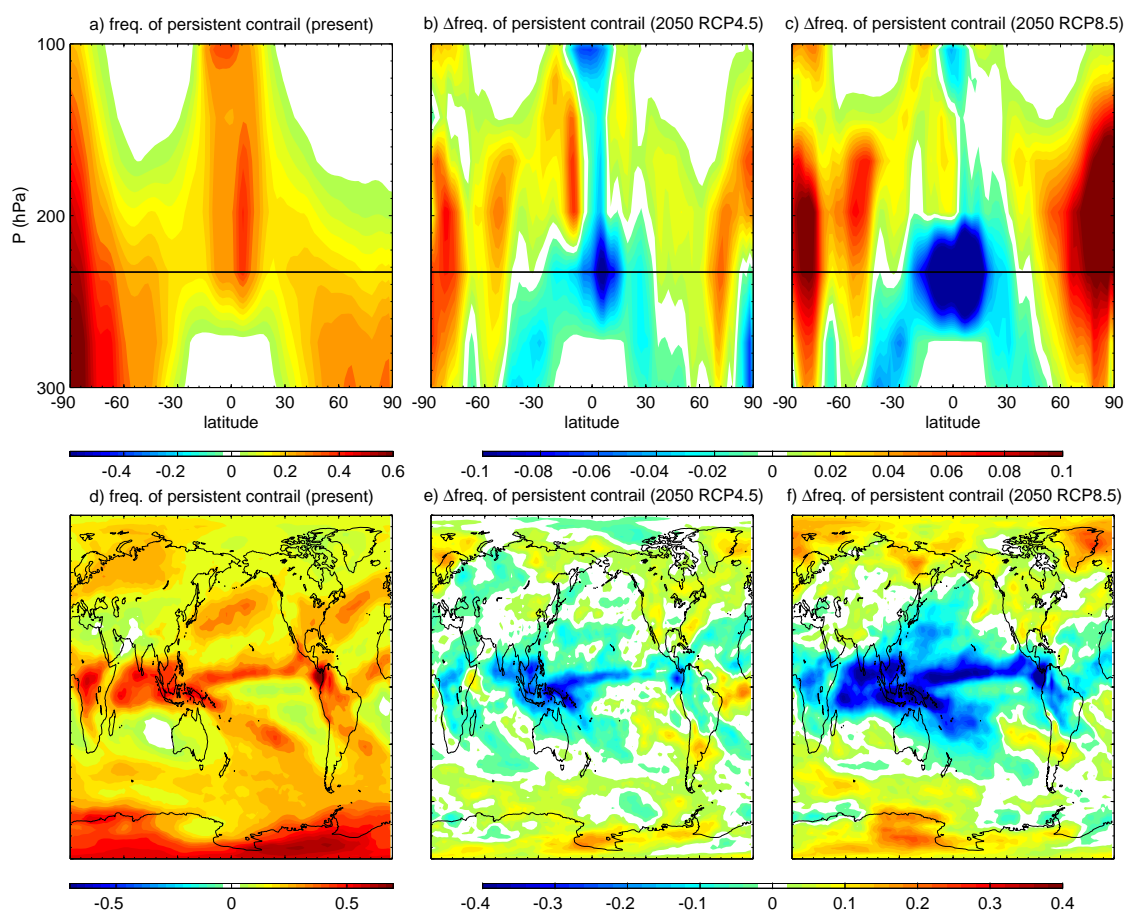 a) freq. of persistent contrail (present)
b) Δfreq. of persistent contrail (2050 RCP4.5)
c) Δfreq. of persistent contrail (2050 RCP8.5)
P (hPa)
100
200
300
-90 -60 -30 0 30 60 90
-90 -60 -30 0 30 60 90
-90 -60 -30 0 30 60 90
latitude
latitude
latitude
-0.4 -0.2 0 0.2 0.4 0.6
-0.1 -0.08 -0.06 -0.04 -0.02 0 0.02 0.04 0.06 0.08 0.1
d) freq. of persistent contrail (present)
e) Δfreq. of persistent contrail (2050 RCP4.5)
f) Δfreq. of persistent contrail (2050 RCP8.5)
-0.5 0 0.5
-0.4 -0.3 -0.2 -0.1 0 0.1 0.2 0.3 0.4